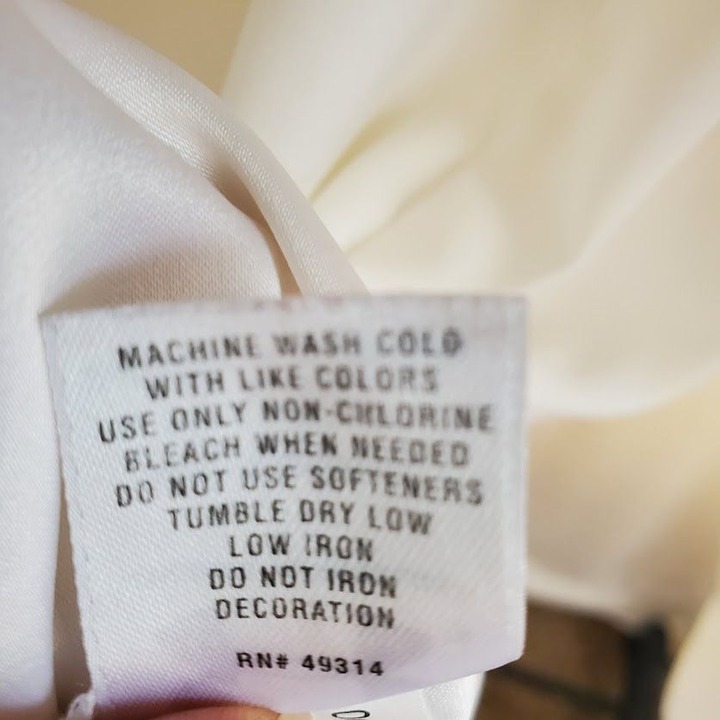 MACHINE WASH COLD
WITH LIKE COLORS
USE ONLY NON-CHLORINE
BLEACH WHEN NEEDED
DO NOT USE SOFTENERS
TUMBLE DRY LOW
LOW IRON
DO NOT IRON
DECORATION
RN# 49314